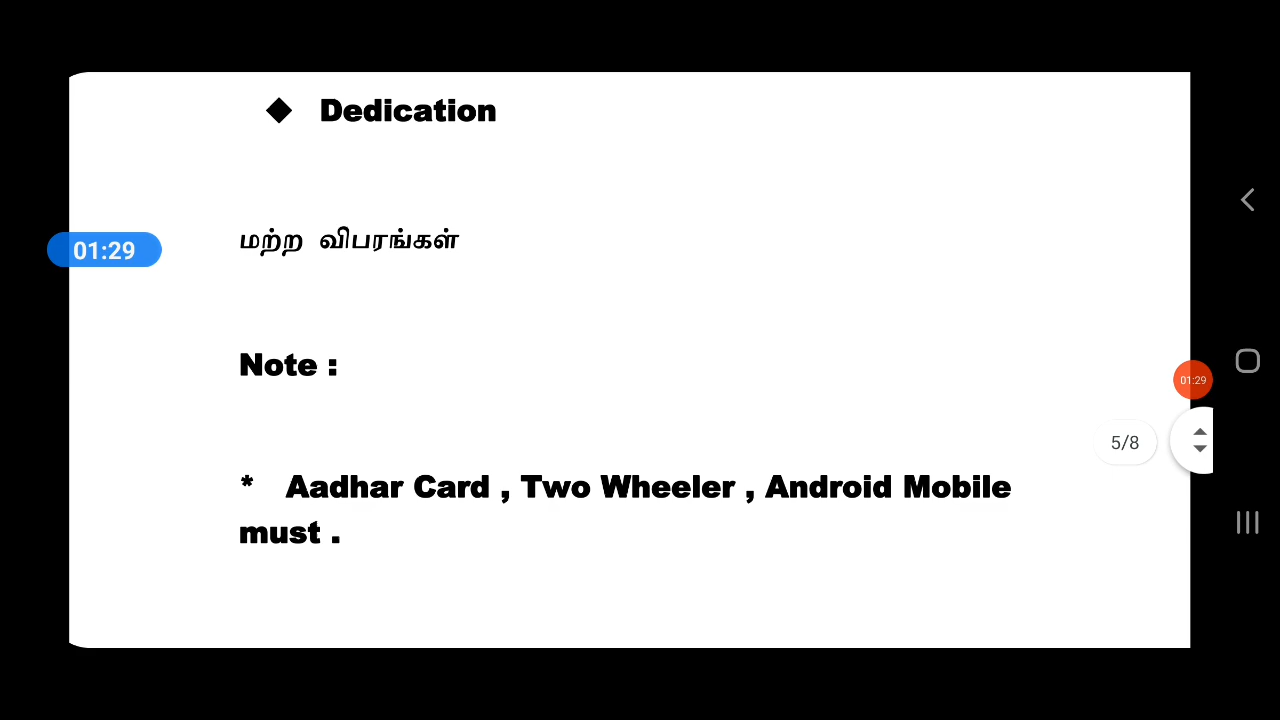 ◆ Dedication
மற்ற விபரங்கள்
01:29
Note :
01:29
5/8
* Aadhar Card , Two Wheeler , Android Mobile
must .